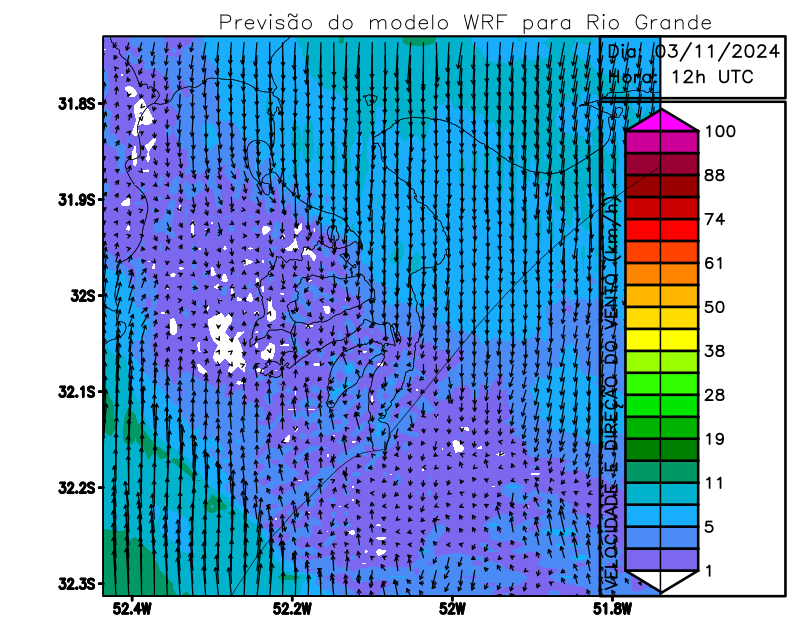 Previsão do modelo WRF para Rio Grande
Dia: 03/11/2024
Hora: 12h UTC
31.8S
31.9S
32S
32.1S
32.2S
32.3S
52.4W
52.2W
52W
51.8W
VELOCIDADE E DIREÇÃO DO VENTO (km/h)
100
88
74
61
50
38
28
19
11
5
1